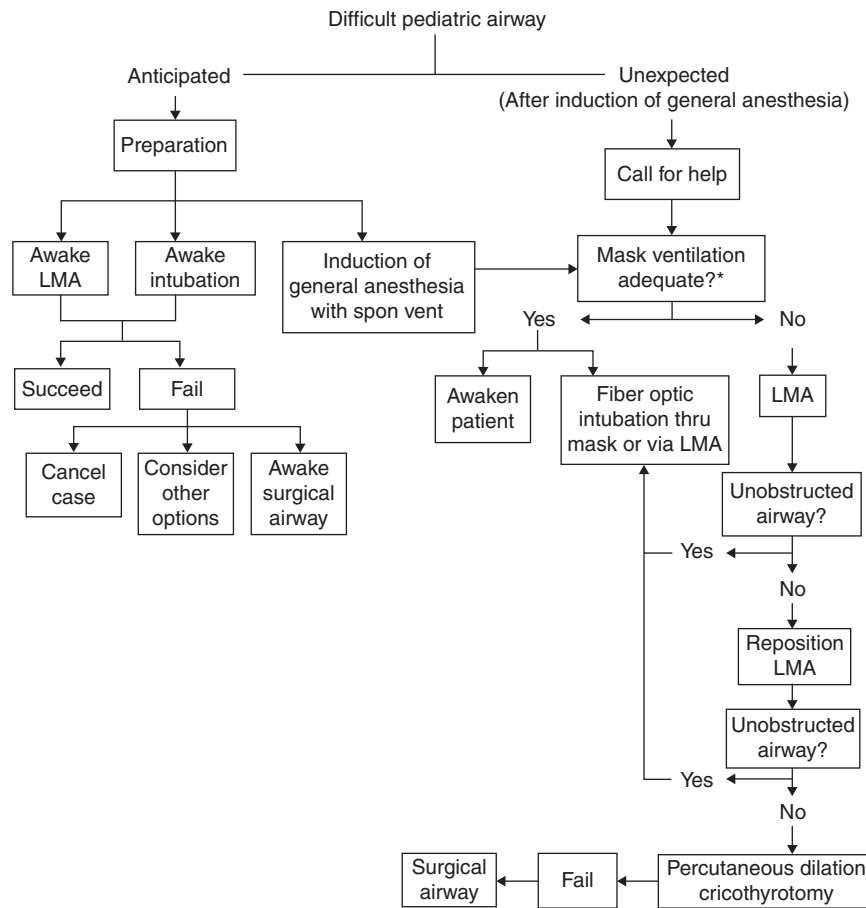 Difficult pediatric airway
Anticipated
Unexpected
(After induction of general anesthesia)
Preparation
Call for help
Awake
LMA
Awake
intubation
Induction of
general anesthesia
with spon vent
Mask ventilation
adequate?*
Yes
No
Succeed
Fail
Awaken
patient
Fiber optic
intubation thru
mask or via LMA
LMA
Cancel
case
Consider
other
options
Awake
surgical
airway
Unobstructed
airway?
Yes
No
Reposition
LMA
Unobstructed
airway?
Yes
No
Surgical
airway
Fail
Percutaneous dilation
cricothyrotomy